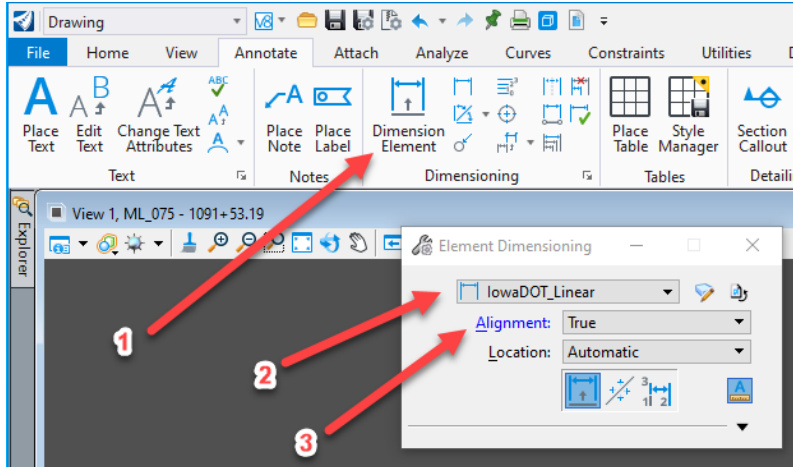 Drawing
V8
File Home View Annotate Attach Analyze Curves Constraints Utilities
ABC
Place Text
Edit Text
Change Text Attributes
Place Note
Place Label
Dimension Element
Place Table
Style Manager
Section Callout
Text Notes Dimensioning Tables
Explorer
View 1, ML_075 - 1091+53.19
Element Dimensioning
IowaDOT_Linear
Alignment: True
Location: Automatic
1
2
3